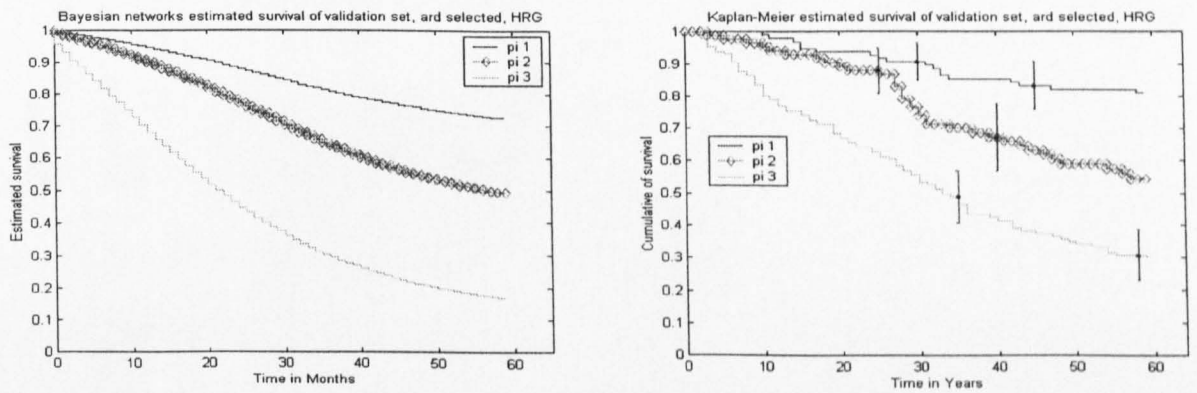 Bayesian networks estimated survival of validation set, ard selected, HRG
1
0.9
0.8
0.7
0.6
0.5
0.4
0.3
0.2
0.1
0
Estimated survival
pi 1
pi 2
pi 3
0 10 20 30 40 50 60
Time in Months
Kaplan-Meier estimated survival of validation set, ard selected, HRG
1
0.9
0.8
0.7
0.6
0.5
0.4
0.3
0.2
0.1
0
Cumulative of survival
pi 1
pi 2
pi 3
0 10 20 30 40 50 60
Time in Years